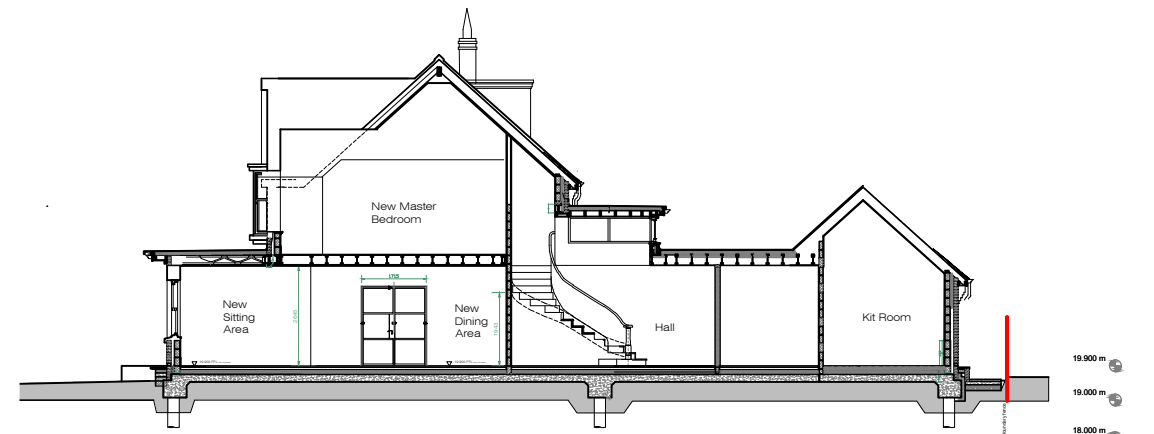 New Master
Bedroom
New
Sitting
Area
New
Dining
Area
Hall
Kit Room
19.900 m
19.000 m
18.000 m